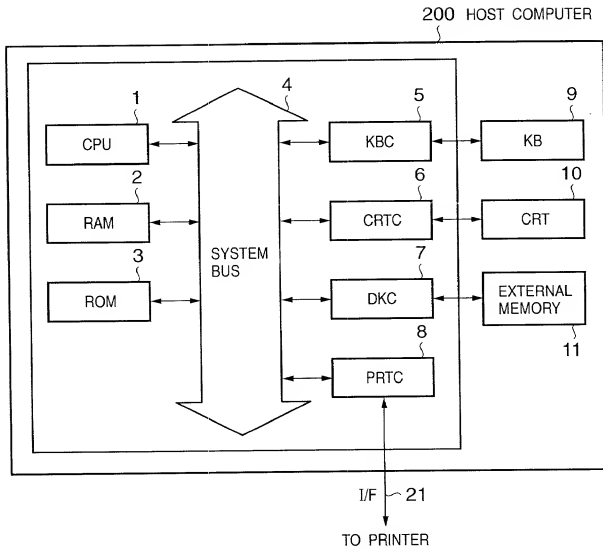 200 HOST COMPUTER
1
CPU
2
RAM
3
ROM
4
SYSTEM
BUS
5
KBC
6
CRTC
7
DKC
8
PRTC
9
KB
10
CRT
EXTERNAL
MEMORY
11
I/F
21
TO PRINTER